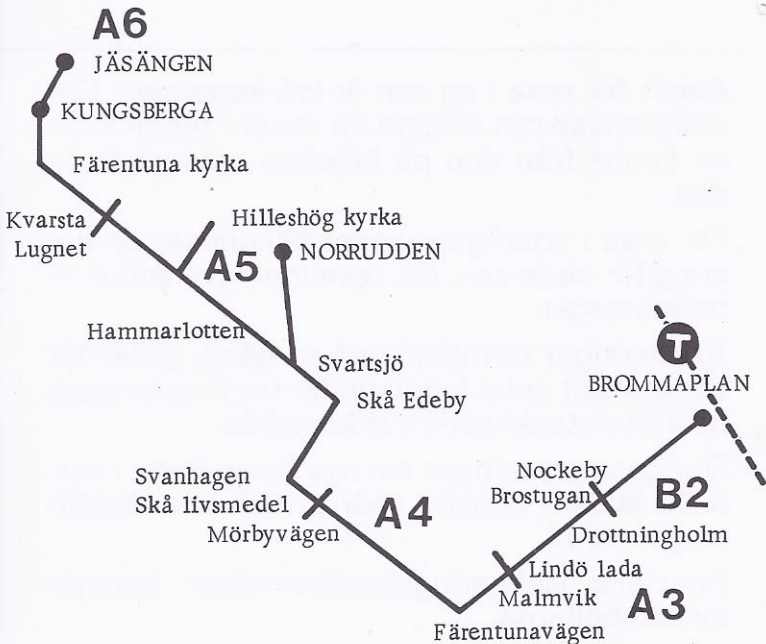 A6
JÄSÄNGEN
KUNGSBERGA
Färentuna kyrka
Kvarsta
Lugnet
Hilleshög kyrka
NORRUDDEN
A5
Hammarlotten
Svartsjö
Skå Edeby
T
BROMMAPLAN
Svanhagen
Skå livsmedel
Mörbyvägen
A4
Nockeby
Brostugan
B2
Drottningholm
Lindö lada
Malmvik
A3
Färentunavägen